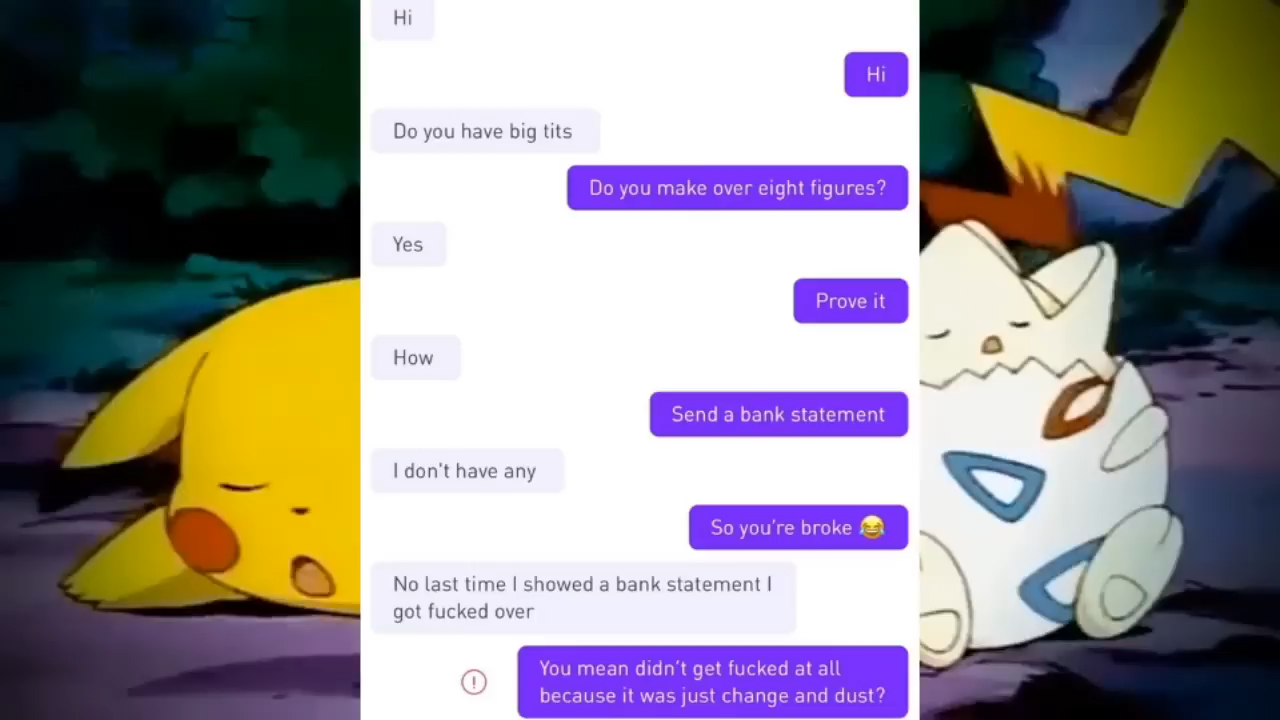 Hi
Hi
Do you have big tits
Do you make over eight figures?
Yes
Prove it
How
Send a bank statement
I don't have any
So you're broke 😂
No last time I showed a bank statement I
got fucked over
You mean didn't get fucked at all
because it was just change and dust?